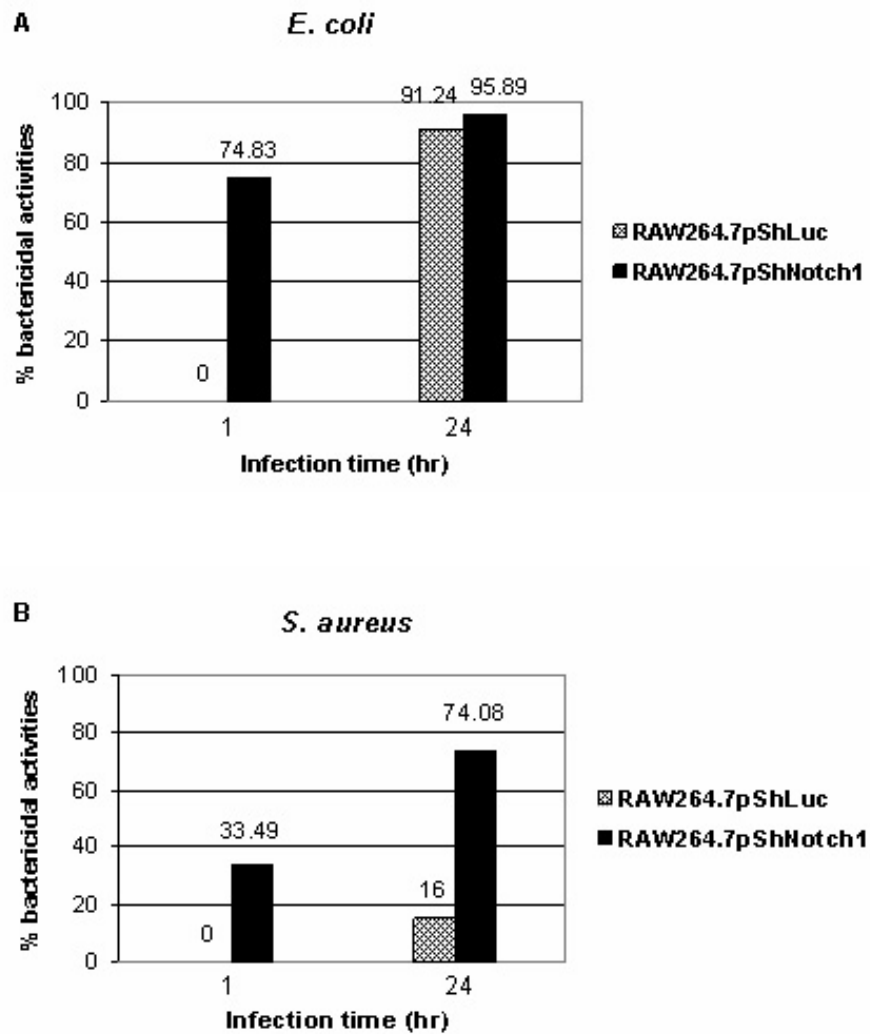 A
E. coli
95.89
91.24
100
74.83
80
60
40
20
0
0
1
24
% bactericidal activities
Infection time (hr)
RAW264.7pShLuc
RAW264.7pShNotch1
B
S. aureus
100
74.08
80
60
33.49
40
16
20
0
0
1
24
% bactericidal activities
Infection time (hr)
RAW264.7pShLuc
RAW264.7pShNotch1